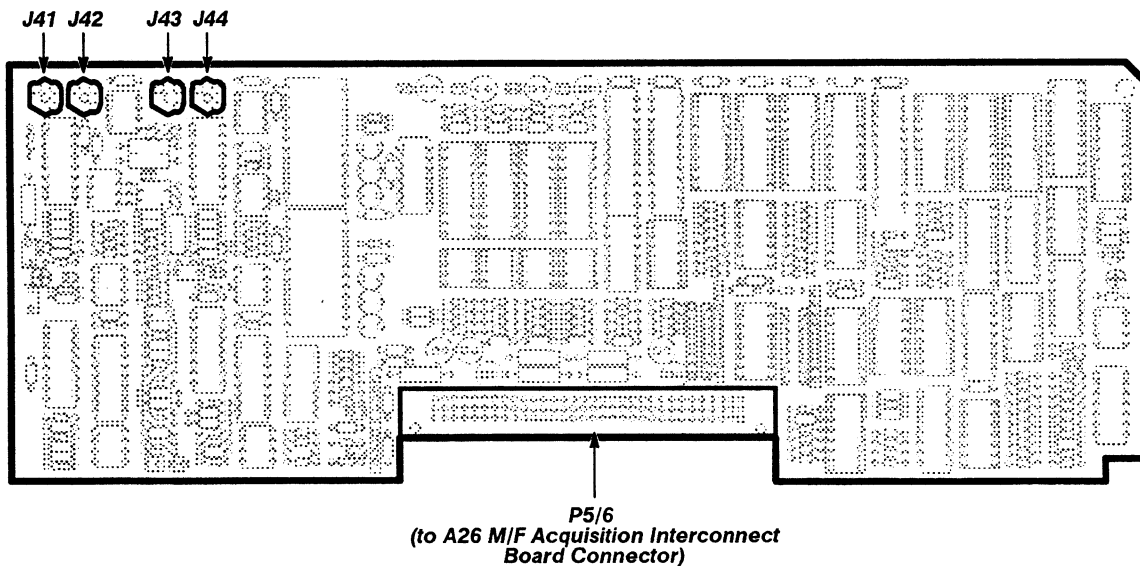 J41 J42 J43 J44
P5/6
(to A26 M/F Acquisition Interconnect
Board Connector)